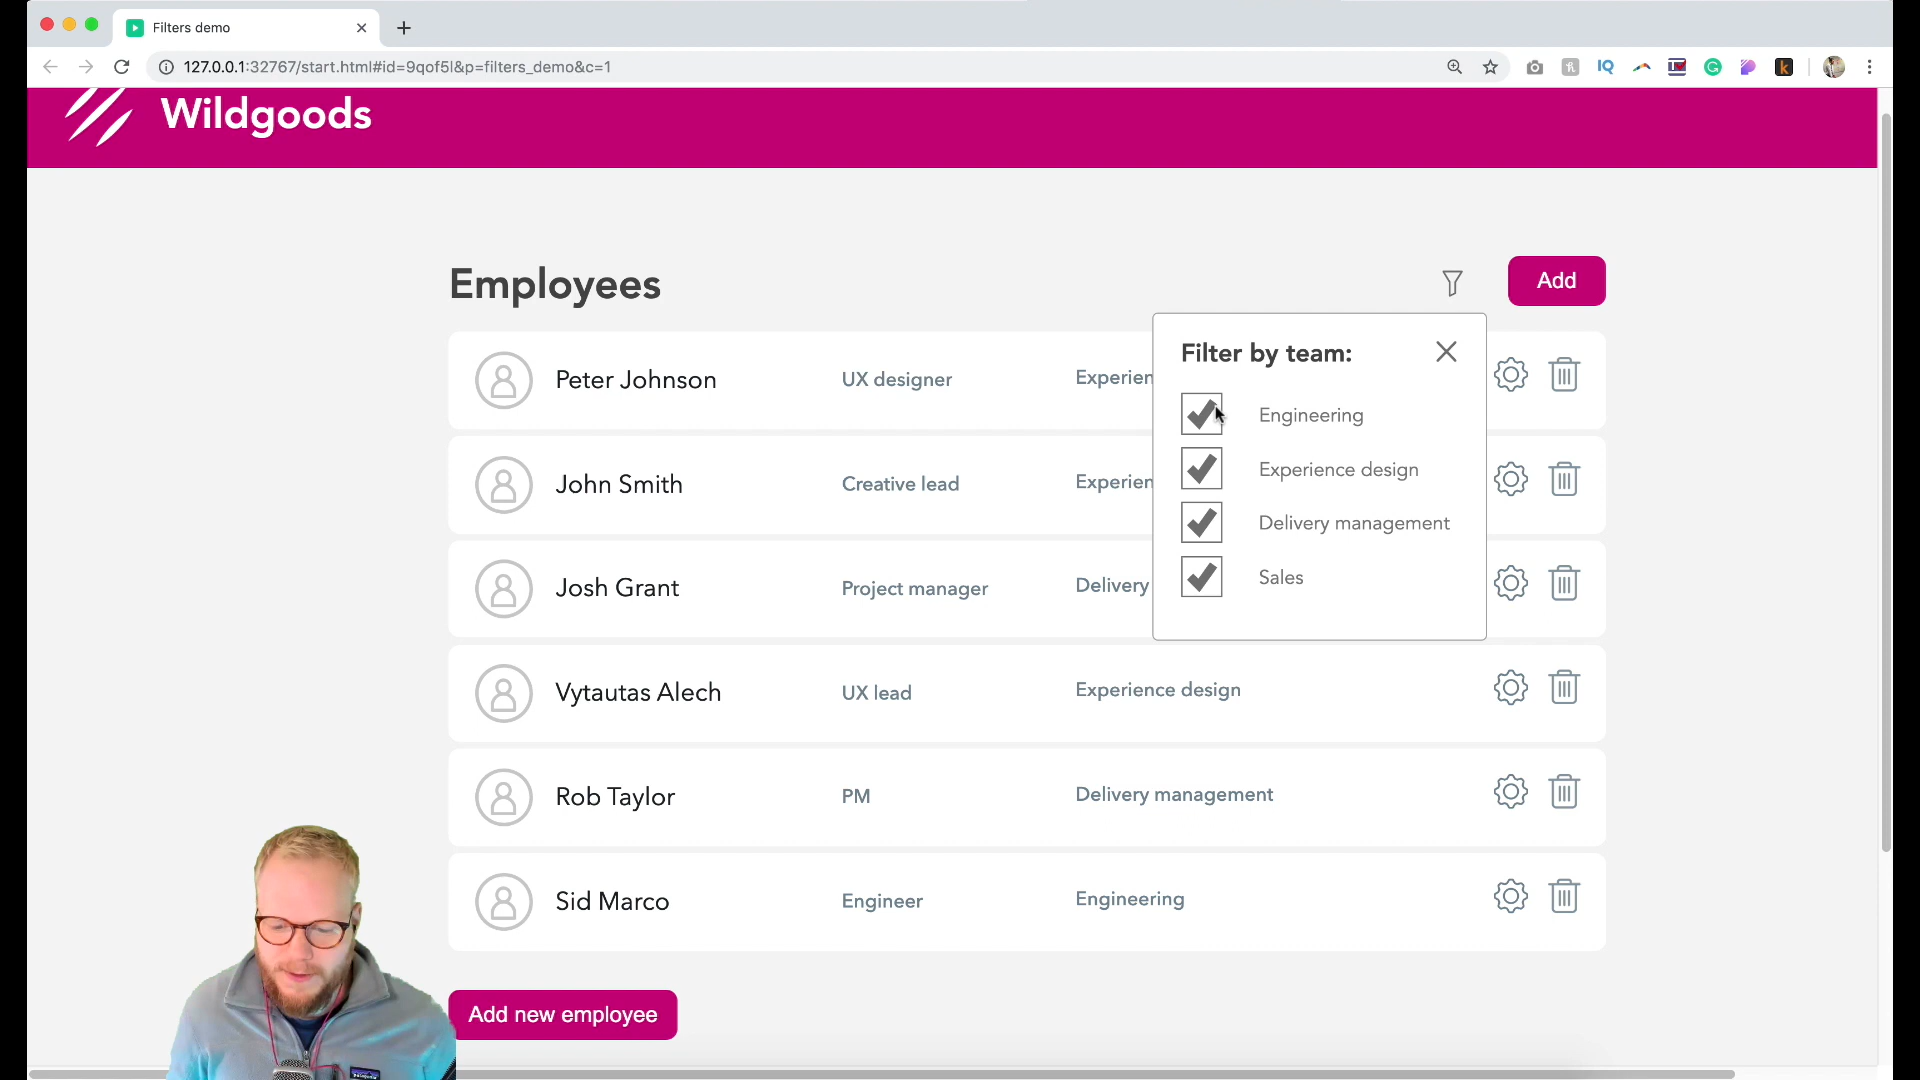 Filters demo
127.0.0.1:32767/start.html#id=9qof5l&p=filters_demo&c=1
Wildgoods
Employees
Add
Filter by team:
Engineering
Experience design
Delivery management
Sales
Peter Johnson UX designer Experien
John Smith Creative lead Experien
Josh Grant Project manager Delivery
Vytautas Alech UX lead Experience design
Rob Taylor PM Delivery management
Sid Marco Engineer Engineering
Add new employee
patagonia